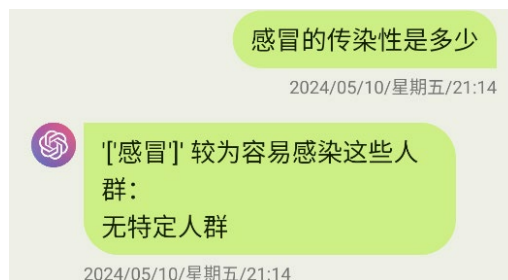 感冒的传染性是多少
2024/05/10/星期五/21:14
'['感冒']' 较为容易感染这些人
群：
无特定人群
2024/05/10/星期五/21:14